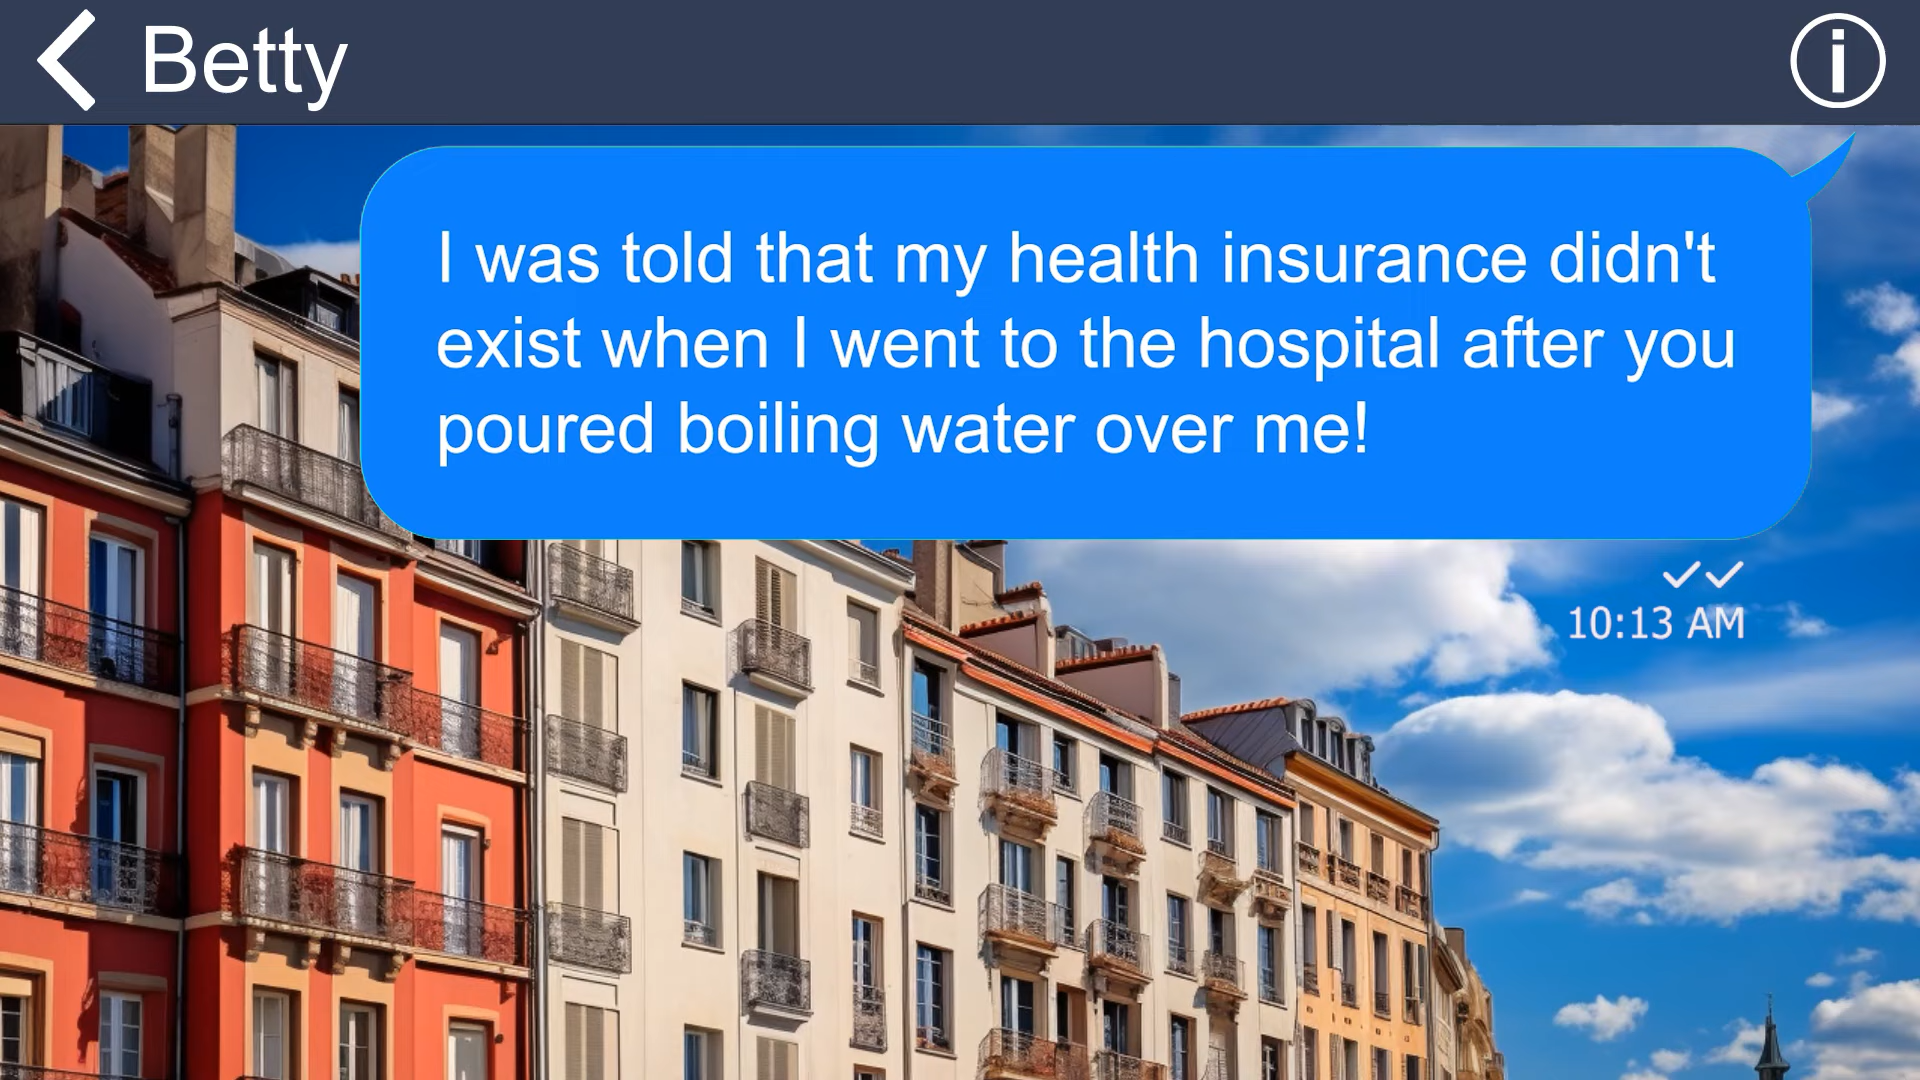 Betty
I was told that my health insurance didn't
exist when I went to the hospital after you
poured boiling water over me!
10:13 AM